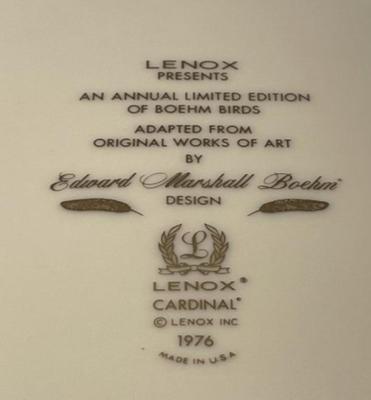 LENOX
PRESENTS
AN ANNUAL LIMITED EDITION
OF BOEHM BIRDS
ADAPTED FROM
ORIGINAL WORKS OF ART
BY
Edward Marshall Boehm
DESIGN
L
LENOX®
CARDINAL®
© LENOX INC
1976
MADE IN U.S.A